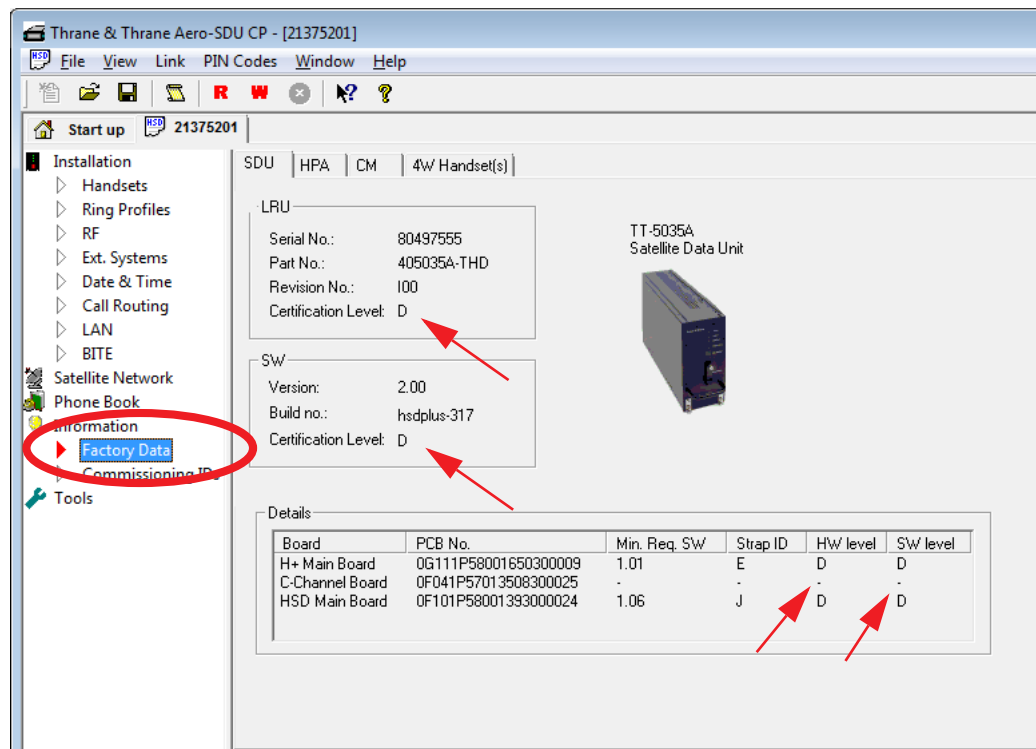 Thrane & Thrane Aero-SDU CP - [21375201]
HSD File View Link PIN Codes Window Help
R W ? ?
Start up HSD 21375201
Installation
Handsets
Ring Profiles
RF
Ext. Systems
Date & Time
Call Routing
LAN
BITE
Satellite Network
Phone Book
Information
Factory Data
Commissioning IDs
Tools
SDU HPA CM 4W Handset(s)
LRU
Serial No.: 80497555
Part No.: 405035A-THD
Revision No.: I00
Certification Level: D
SW
Version: 2.00
Build no.: hsdplus-317
Certification Level: D
TT-5035A
Satellite Data Unit
Details
Board PCB No. Min. Req. SW Strap ID HW level SW level
H+ Main Board 0G111P58001650300009 1.01 E D D
C-Channel Board 0F041P57013508300025 - - - -
HSD Main Board 0F101P58001393000024 1.06 J D D